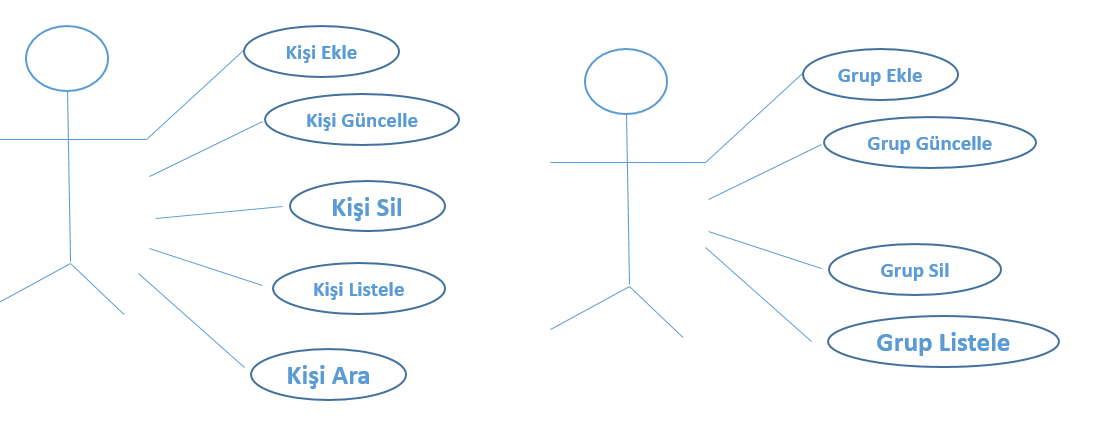 Kişi Ekle
Kişi Güncelle
Kişi Sil
Kişi Listele
Kişi Ara
Grup Ekle
Grup Güncelle
Grup Sil
Grup Listele